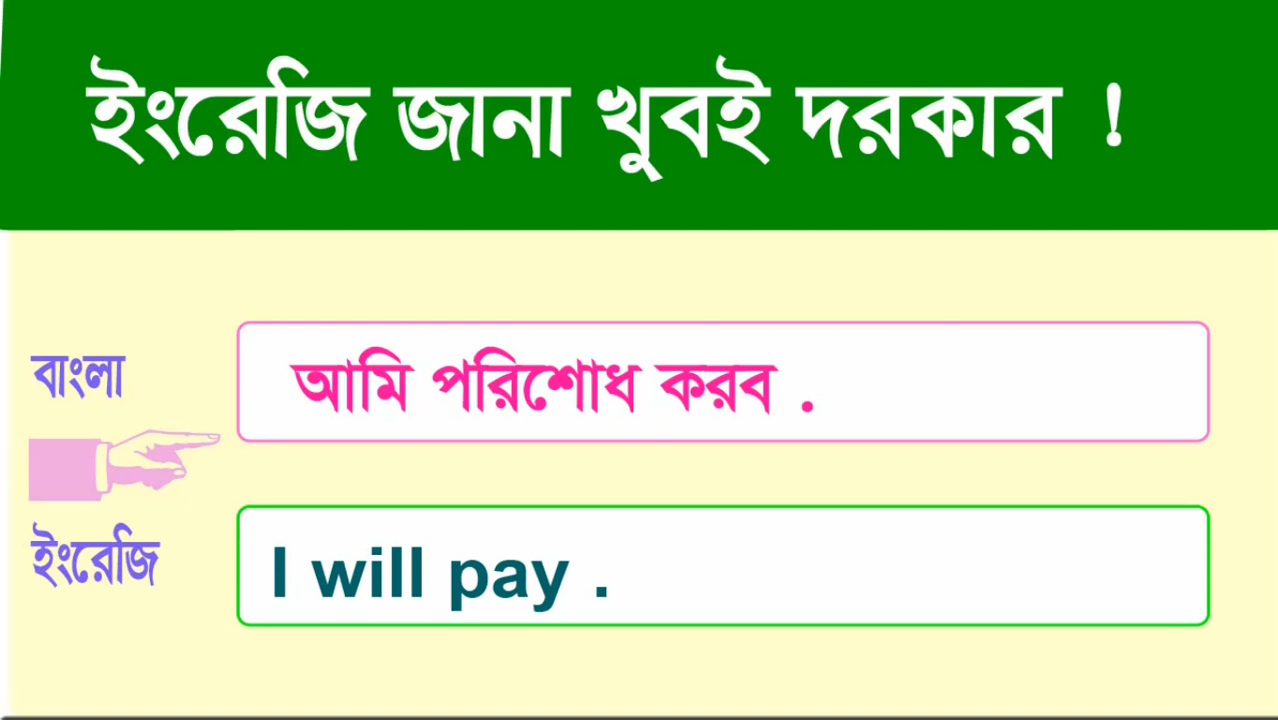 ইংরেজি জানা খুবই দরকার !
বাংলা
আমি পরিশোধ করব .
ইংরেজি
I will pay .